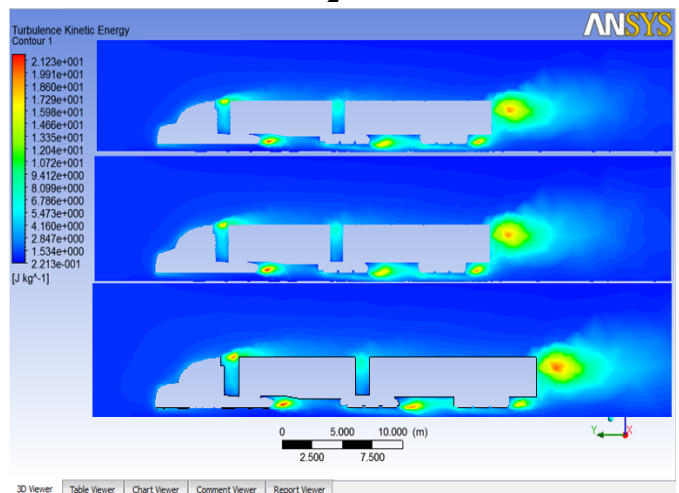 2
ANSYS
Turbulence Kinetic Energy
Contour 1
2.123e+001
1.991e+001
1.860e+001
1.729e+001
1.598e+001
1.466e+001
1.335e+001
1.204e+001
1.072e+001
9.412e+000
8.099e+000
6.786e+000
5.473e+000
4.160e+000
2.847e+000
1.534e+000
2.213e-001
[J kg^-1]
0 5.000 10.000 (m)
2.500 7.500
Y X
3D Viewer Table Viewer Chart Viewer Comment Viewer Report Viewer